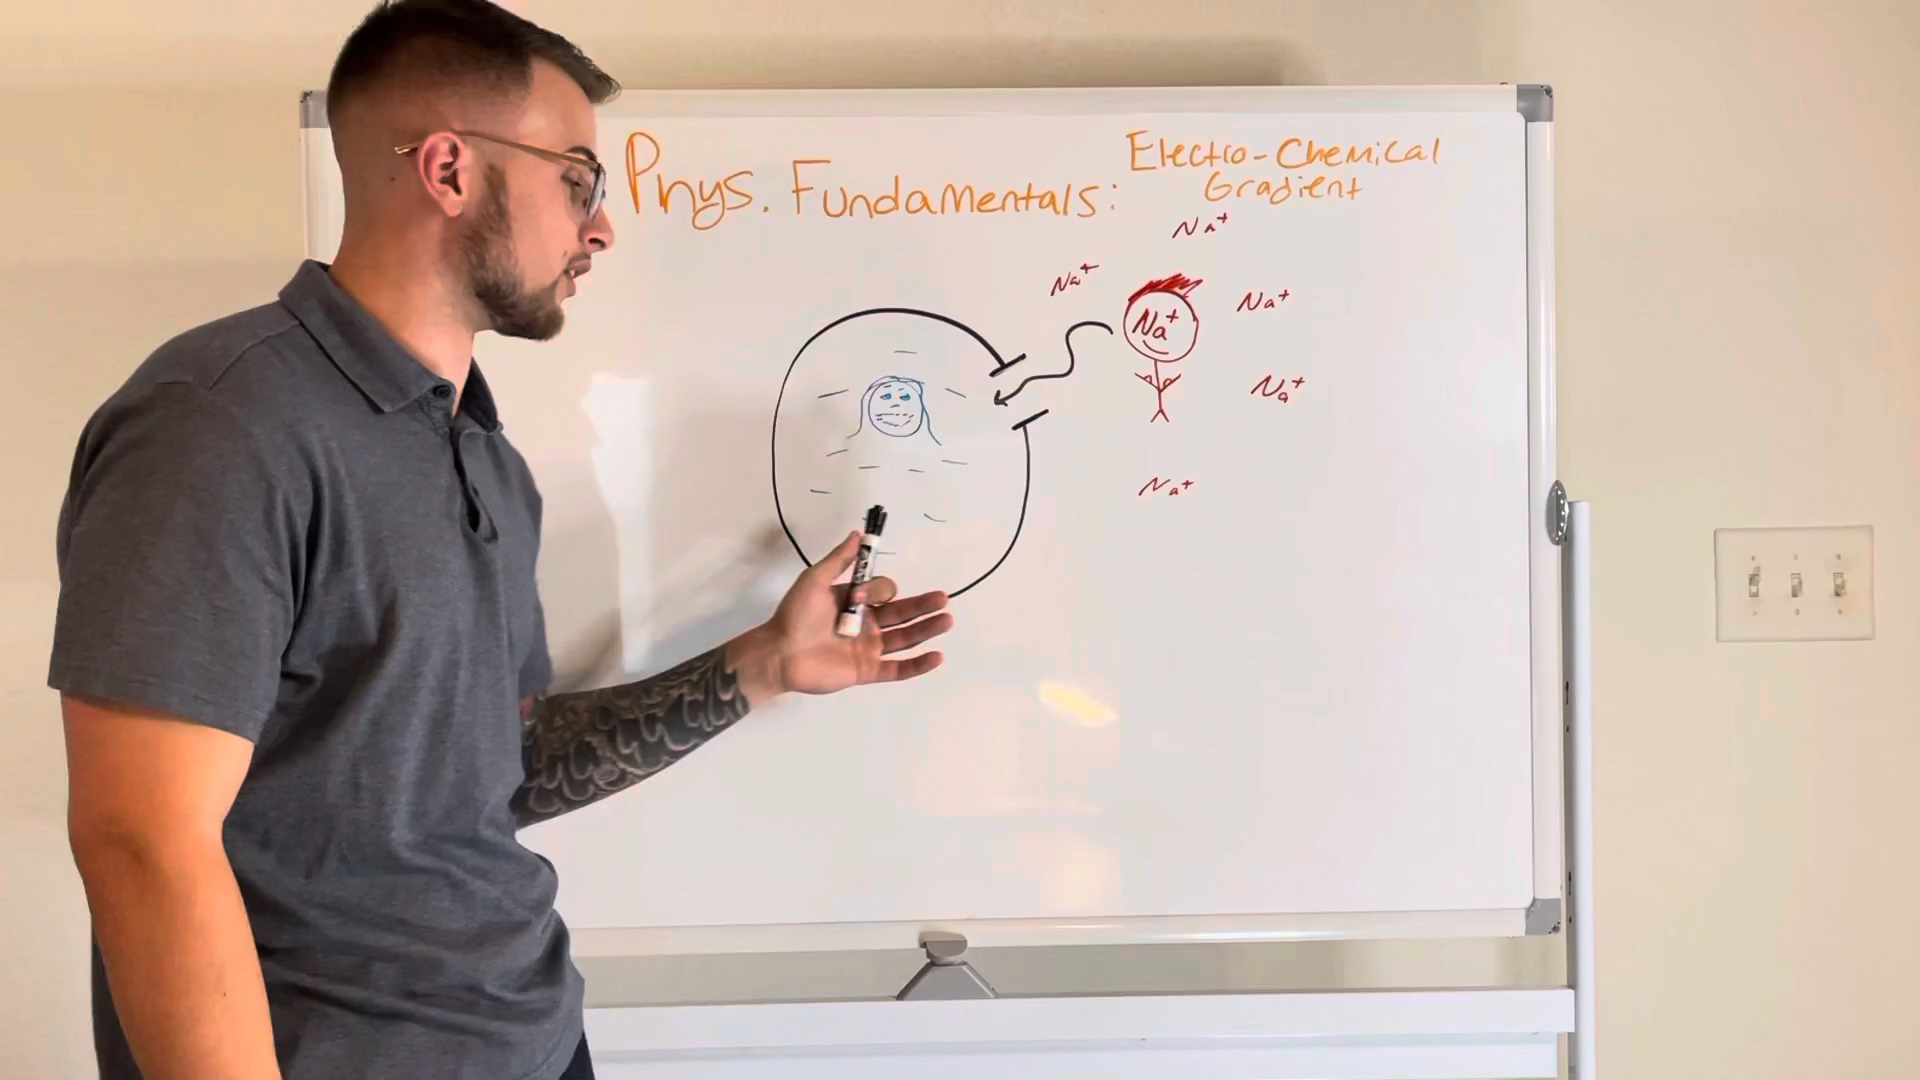 Phys. Fundamentals:
Electro-Chemical
Gradient
Na+
Na+
Na+
Na+
Na+
Na+